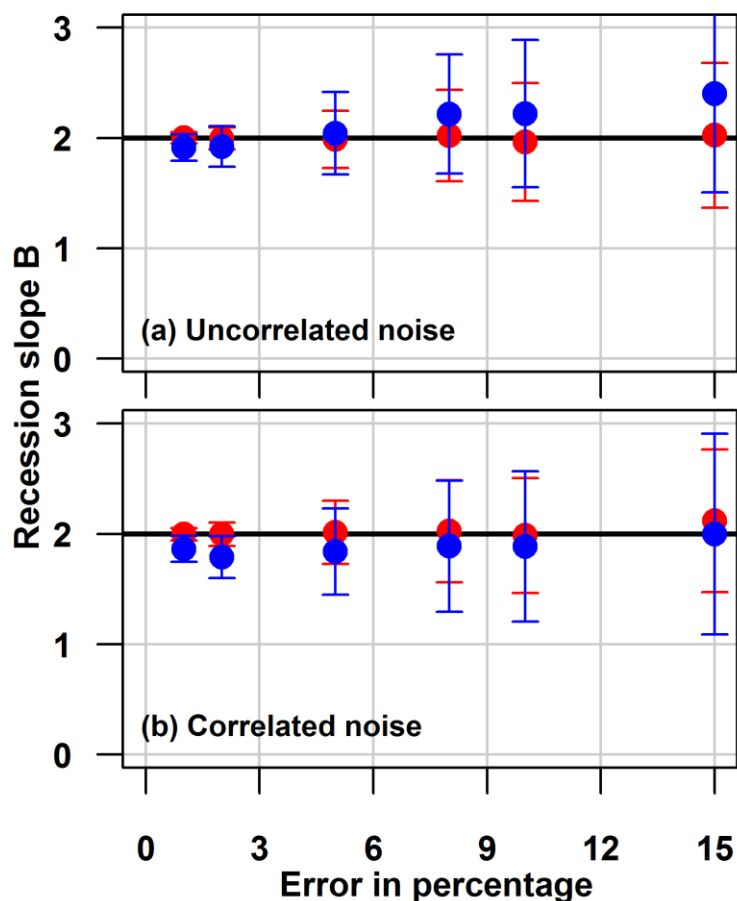 Recession slope B
3
2
1
0
(a) Uncorrelated noise
3
2
1
0
(b) Correlated noise
0 3 6 9 12 15
Error in percentage